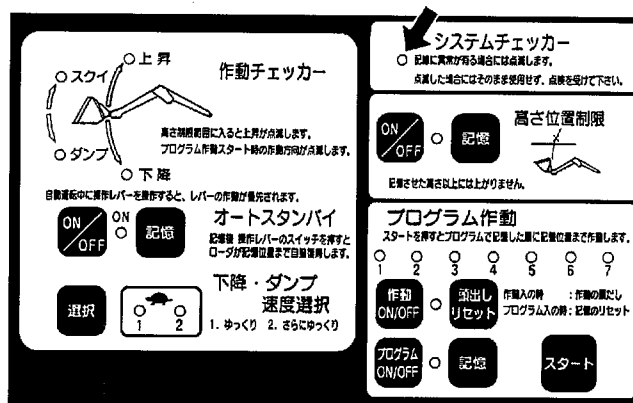 上昇
スクイ
作動チェッカー
ダンプ
高さ制限範囲に入ると上昇が点滅します。
プログラム作動スタート時の作動方向が点滅します。
下降
自動運転中に操作レバーを操作すると、レバーの作動が優先されます。
ON/OFF
ON
記憶
オートスタンバイ
記憶後 操作レバーのスイッチを押すと
ローダが記憶位置まで自動復帰します。
選択
1 2
下降・ダンプ
速度選択
1. ゆっくり 2. さらにゆっくり
システムチェッカー
記憶に異常が有る場合には点滅します。
点滅した場合にはそのまま使用せず、点検を受けて下さい。
ON/OFF
記憶
高さ位置制限
記憶させた高さ以上には上がりません。
プログラム作動
スタートを押すとプログラムで記憶した順に記憶位置まで作動します。
1 2 3 4 5 6 7
作動
ON/OFF
頭出し
リセット
作動入の時 :作動の頭だし
プログラム入の時:記憶のリセット
プログラム
ON/OFF
記憶
スタート